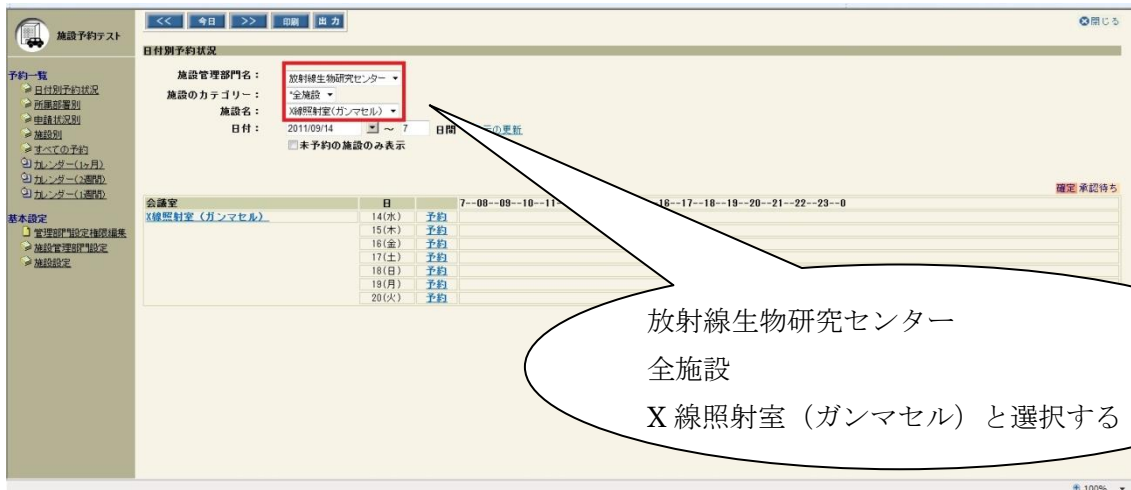 << 今日 >> 印刷 出力
閉じる
施設予約テスト
日付別予約状況
予約一覧
日付別予約状況
所属部署別
申請状況別
施設別
すべての予約
カレンダー(1ヶ月)
カレンダー(2週間)
カレンダー(1週間)
基本設定
管理部門設定権限編集
施設管理部門設定
施設設定
施設管理部門名： 放射線生物研究センター
施設のカテゴリー： *全施設
施設名： X線照射室(ガンマセル)
日付： 2011/09/14 ～ 7 日間 示の更新
未予約の施設のみ表示
確定 承認待ち
会議室 日 7--08--09--10--11- 16--17--18--19--20--21--22--23--0
X線照射室（ガンマセル） 14(水) 予約
15(木) 予約
16(金) 予約
17(土) 予約
18(日) 予約
19(月) 予約
20(火) 予約
放射線生物研究センター
全施設
X 線照射室（ガンマセル）と選択する
100%